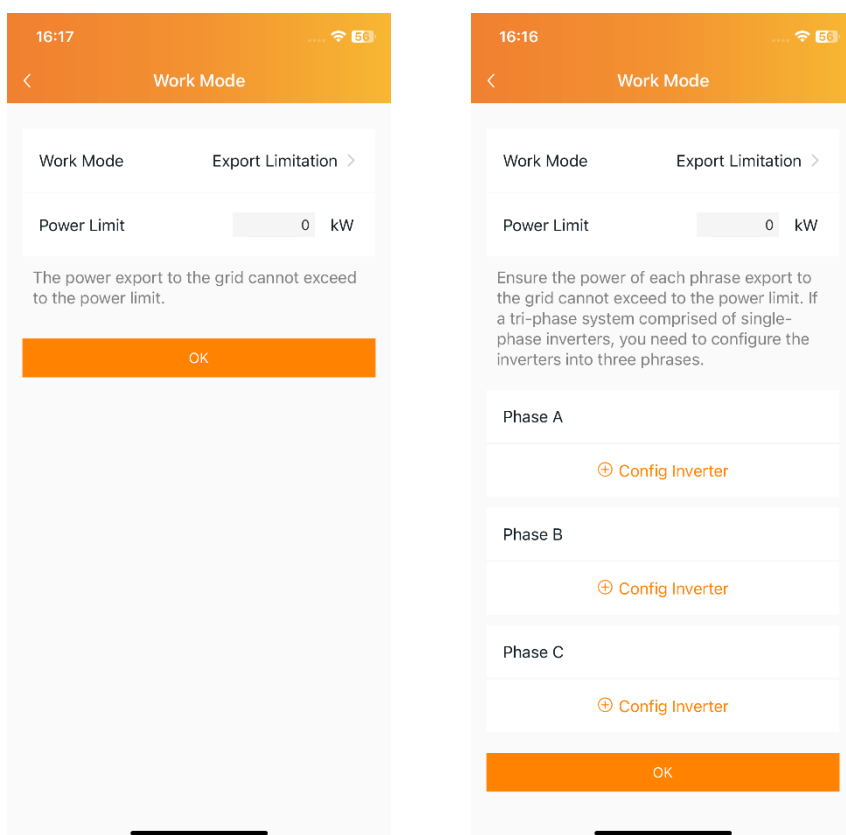 16:17
56
Work Mode
Work Mode
Export Limitation
Power Limit
0
kW
The power export to the grid cannot exceed
to the power limit.
OK
16:16
56
Work Mode
Work Mode
Export Limitation
Power Limit
0
kW
Ensure the power of each phrase export to
the grid cannot exceed to the power limit. If
a tri-phase system comprised of single-
phase inverters, you need to configure the
inverters into three phrases.
Phase A
Config Inverter
Phase B
Config Inverter
Phase C
Config Inverter
OK